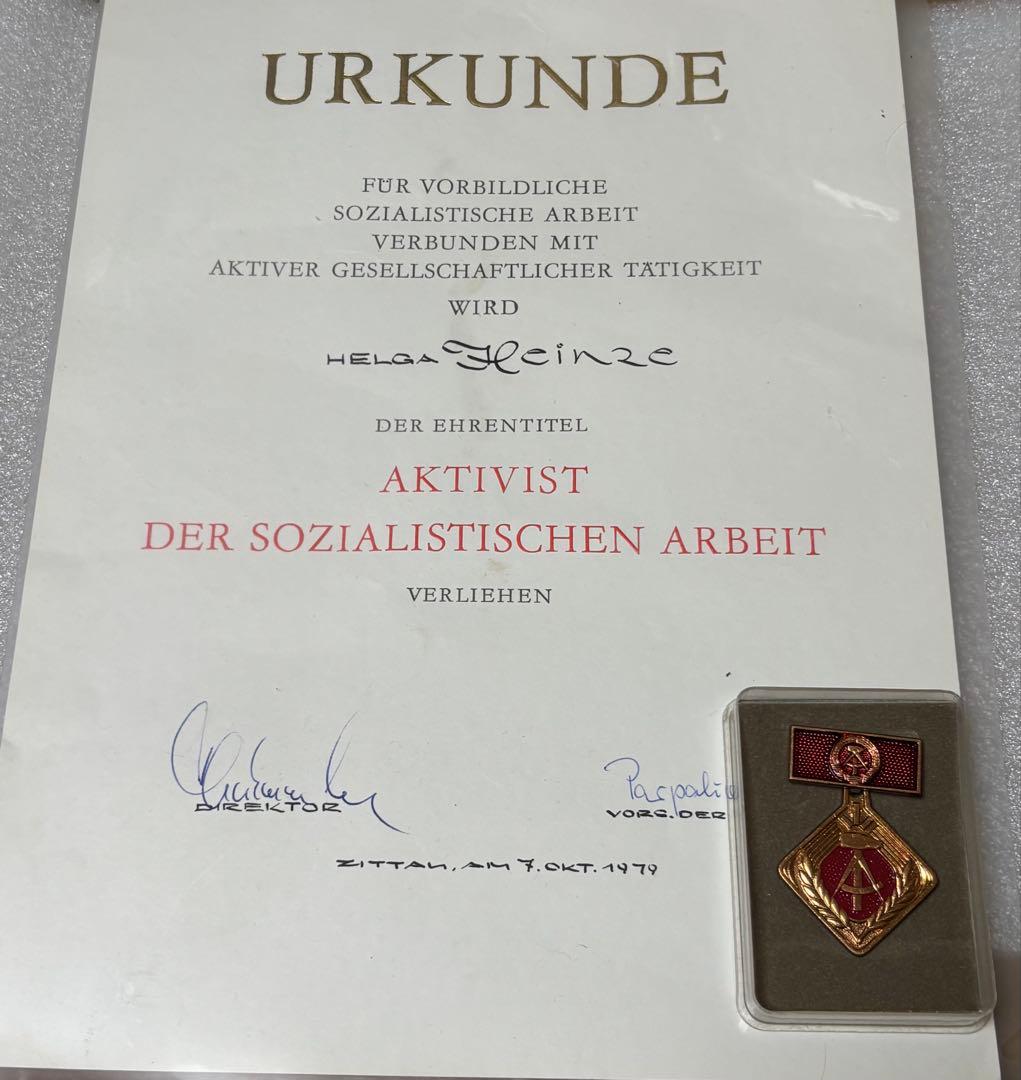 URKUNDE
FÜR VORBILDLICHE
SOZIALISTISCHE ARBEIT
VERBUNDEN MIT
AKTIVER GESELLSCHAFTLICHER TÄTIGKEIT
WIRD
HELGA Heinze
DER EHRENTITEL
AKTIVIST
DER SOZIALISTISCHEN ARBEIT
VERLIEHEN
DIREKTOR
VORS. DER
ZITTAU, AM 7. OKT. 1979